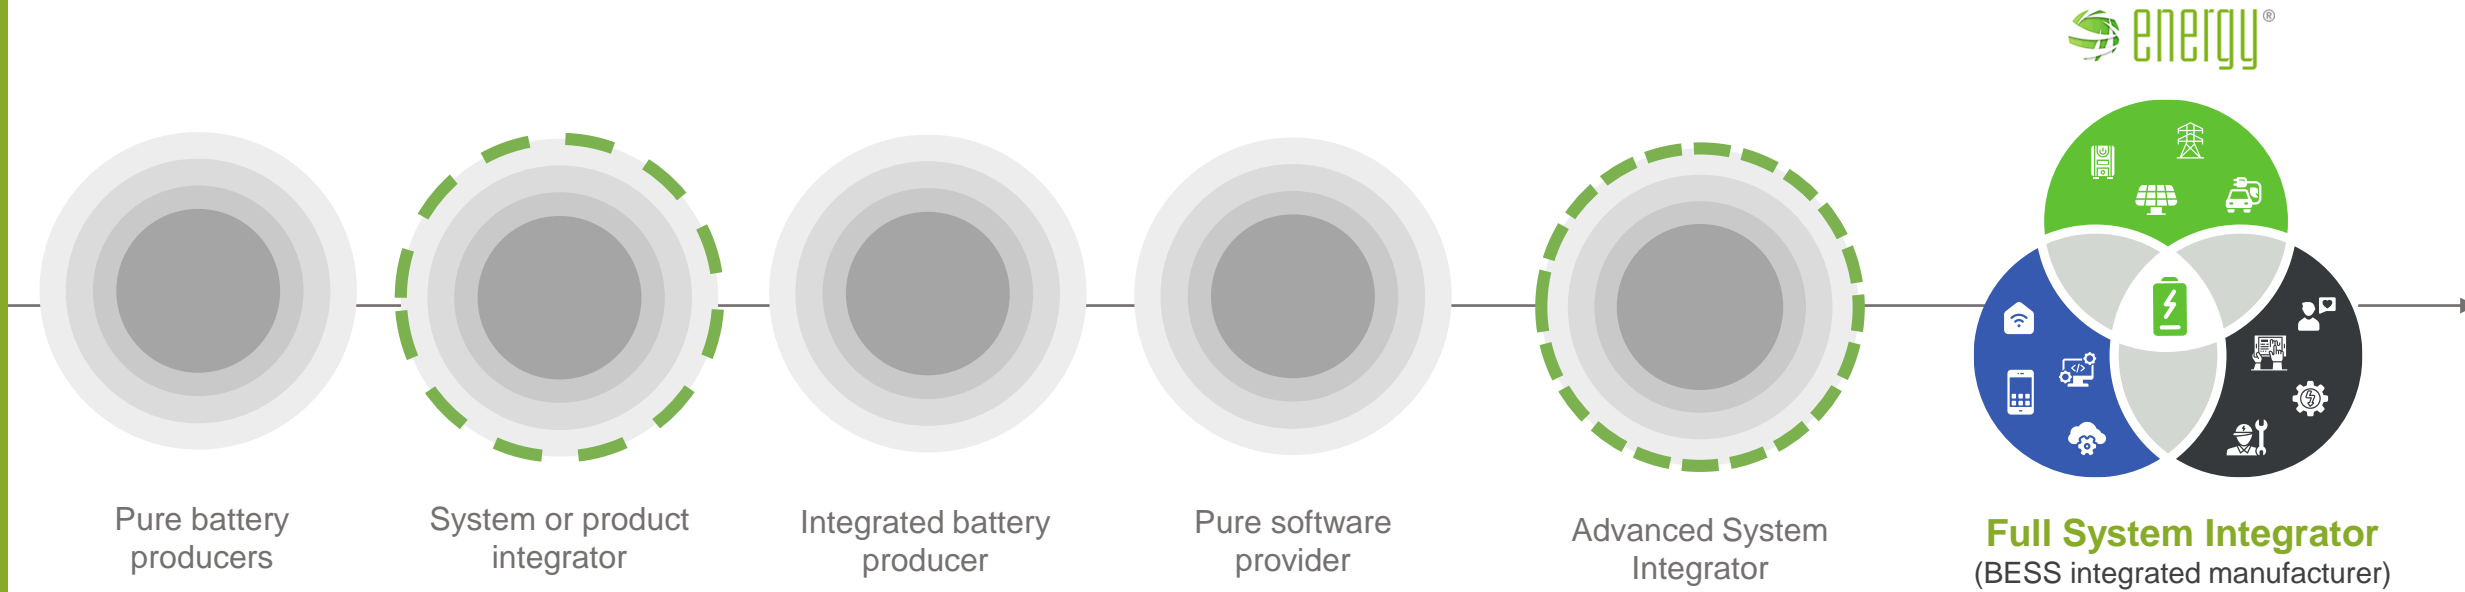 energy®
Pure battery
producers
System or product
integrator
Integrated battery
producer
Pure software
provider
Advanced System
Integrator
Full System Integrator
(BESS integrated manufacturer)